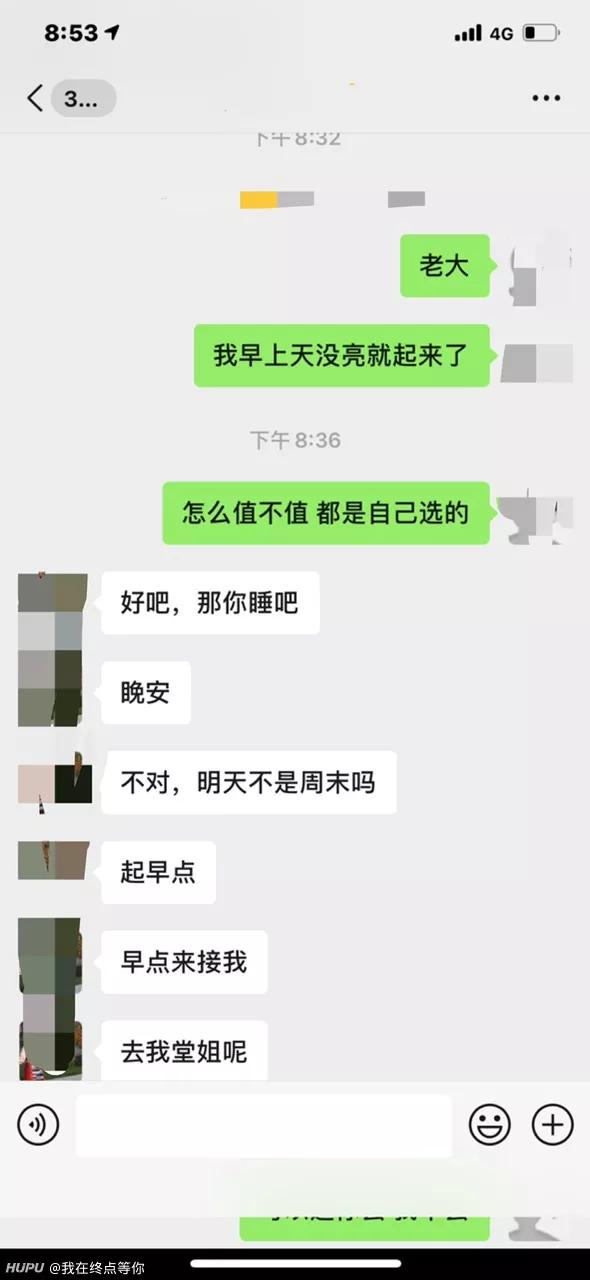 8:53
4G
3...
下午 8:32
老大
我早上天没亮就起来了
下午 8:36
怎么值不值 都是自己选的
好吧，那你睡吧
晚安
不对，明天不是周末吗
起早点
早点来接我
去我堂姐呢
HUPU @我在终点等你